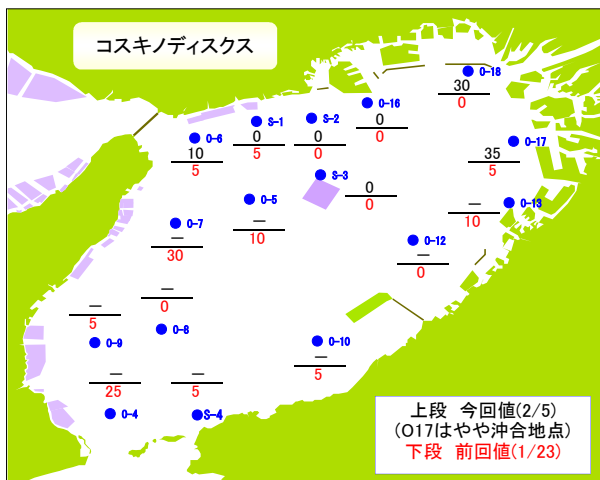 コスキノディスクス
O-18
30
0
O-16
0
0
S-1
0
5
S-2
0
0
O-6
10
5
O-17
35
5
S-3
0
0
O-5
—
10
O-13
—
10
O-7
—
30
O-12
—
0
—
0
O-8
—
5
O-9
O-10
—
5
—
25
O-4
—
5
S-4
上段 今回値(2/5)
(O17はやや沖合地点)
下段 前回値(1/23)